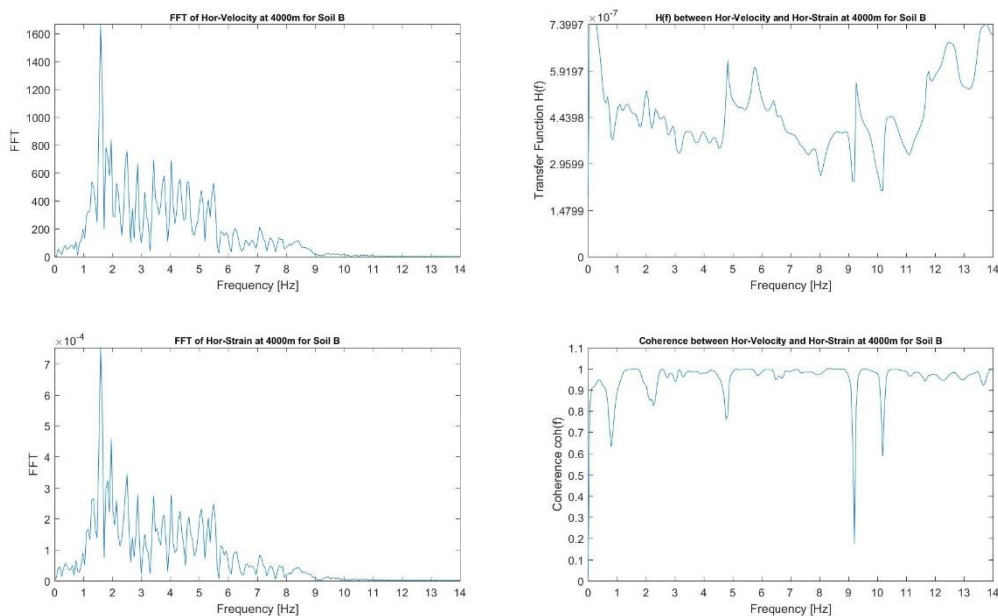 FFT of Hor-Velocity at 4000m for Soil B
1600
1400
1200
1000
800
600
400
200
0
FFT
0 1 2 3 4 5 6 7 8 9 10 11 12 13 14
Frequency [Hz]
H(f) between Hor-Velocity and Hor-Strain at 4000m for Soil B
×10-7
7.3997
5.9197
4.4398
2.9599
1.4799
0
Transfer Function H(f)
0 1 2 3 4 5 6 7 8 9 10 11 12 13 14
Frequency [Hz]
FFT of Hor-Strain at 4000m for Soil B
×10-4
7
6
5
4
3
2
1
0
FFT
0 1 2 3 4 5 6 7 8 9 10 11 12 13 14
Frequency [Hz]
Coherence between Hor-Velocity and Hor-Strain at 4000m for Soil B
1.1
1
0.9
0.8
0.7
0.6
0.5
0.4
0.3
0.2
0.1
0
Coherence coh(f)
0 1 2 3 4 5 6 7 8 9 10 11 12 13 14
Frequency [Hz]